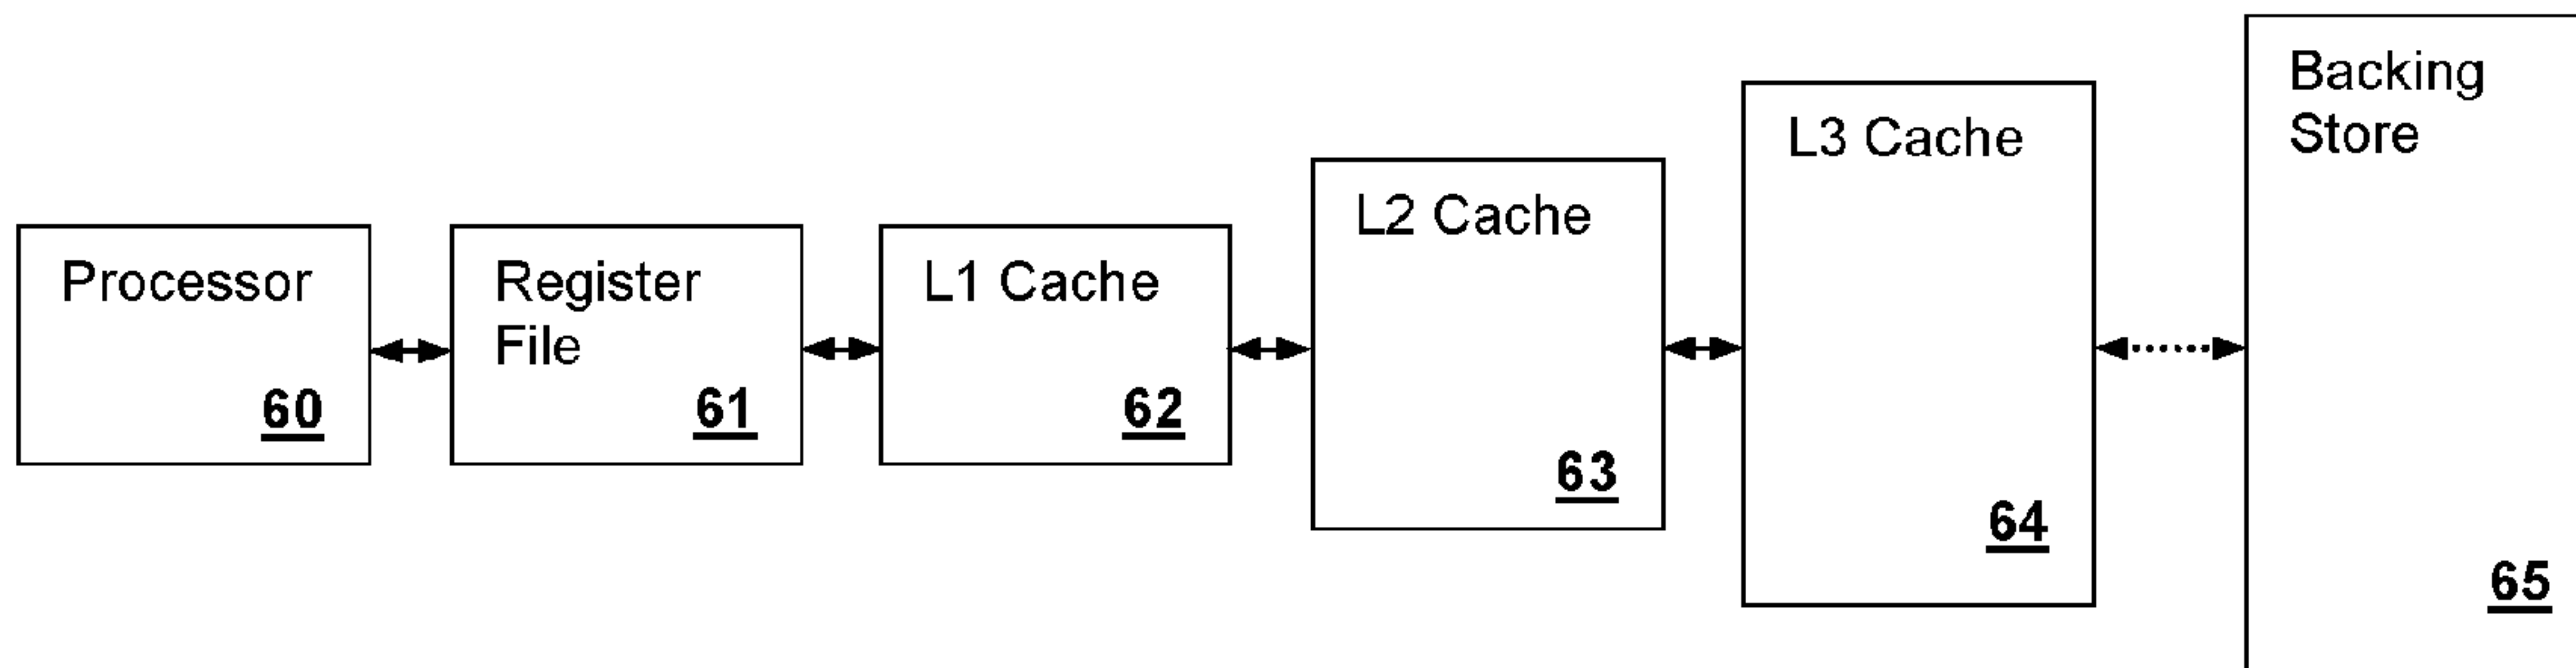 Processor
60
Register
File
61
L1 Cache
62
L2 Cache
63
L3 Cache
64
Backing
Store
65